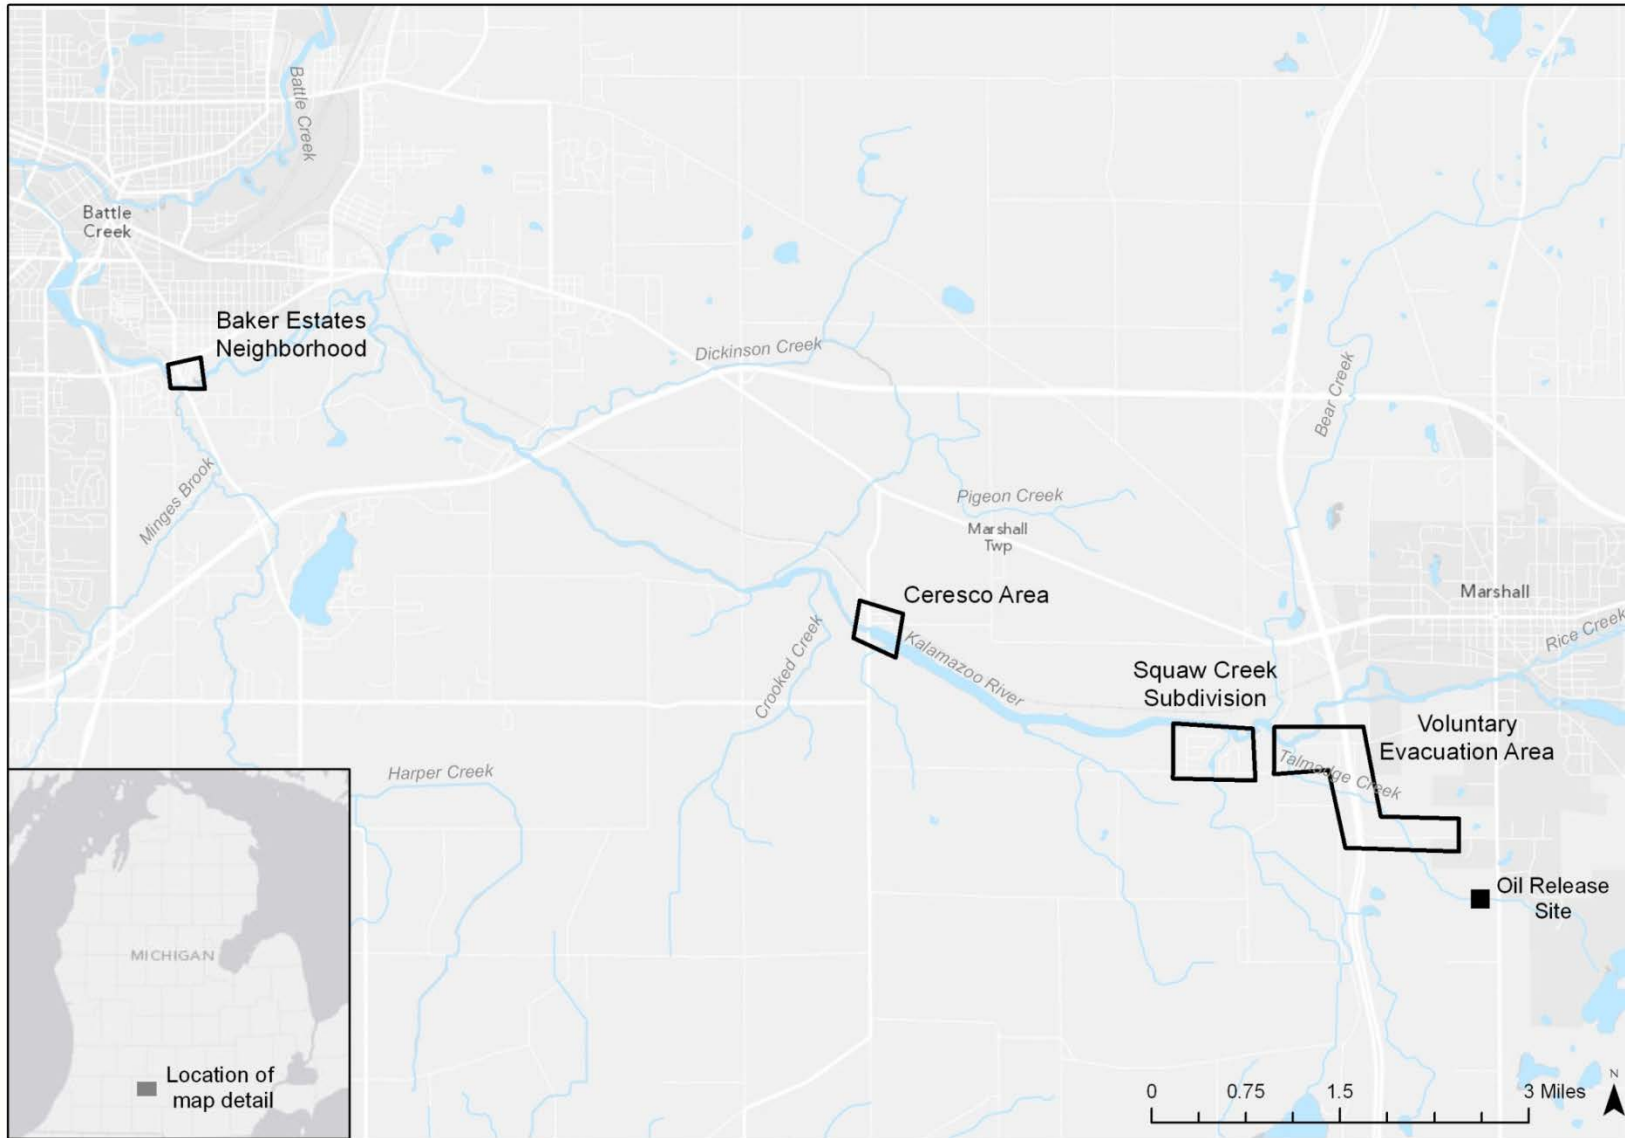 Battle Creek
Battle
Creek
Baker Estates
Neighborhood
Dickinson Creek
Bear Creek
Minges Brook
Pigeon Creek
Marshall
Twp
Ceresco Area
Marshall
Rice Creek
Crooked Creek
Kalamazoo River
Squaw Creek
Subdivision
Voluntary
Evacuation Area
Talmadge Creek
Harper Creek
Oil Release
Site
MICHIGAN
Location of
map detail
0 0.75 1.5 3 Miles
N